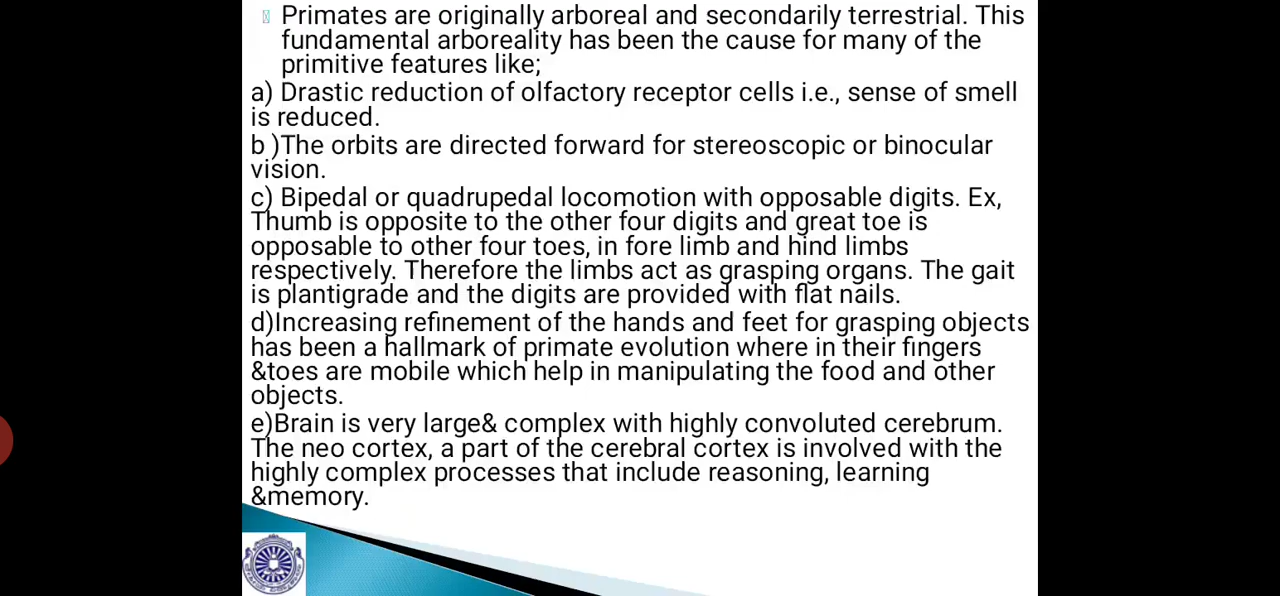 Primates are originally arboreal and secondarily terrestrial. This
fundamental arboreality has been the cause for many of the
primitive features like;
a) Drastic reduction of olfactory receptor cells i.e., sense of smell
is reduced.
b )The orbits are directed forward for stereoscopic or binocular
vision.
c) Bipedal or quadrupedal locomotion with opposable digits. Ex,
Thumb is opposite to the other four digits and great toe is
opposable to other four toes, in fore limb and hind limbs
respectively. Therefore the limbs act as grasping organs. The gait
is plantigrade and the digits are provided with flat nails.
d)Increasing refinement of the hands and feet for grasping objects
has been a hallmark of primate evolution where in their fingers
&toes are mobile which help in manipulating the food and other
objects.
e)Brain is very large& complex with highly convoluted cerebrum.
The neo cortex, a part of the cerebral cortex is involved with the
highly complex processes that include reasoning, learning
&memory.